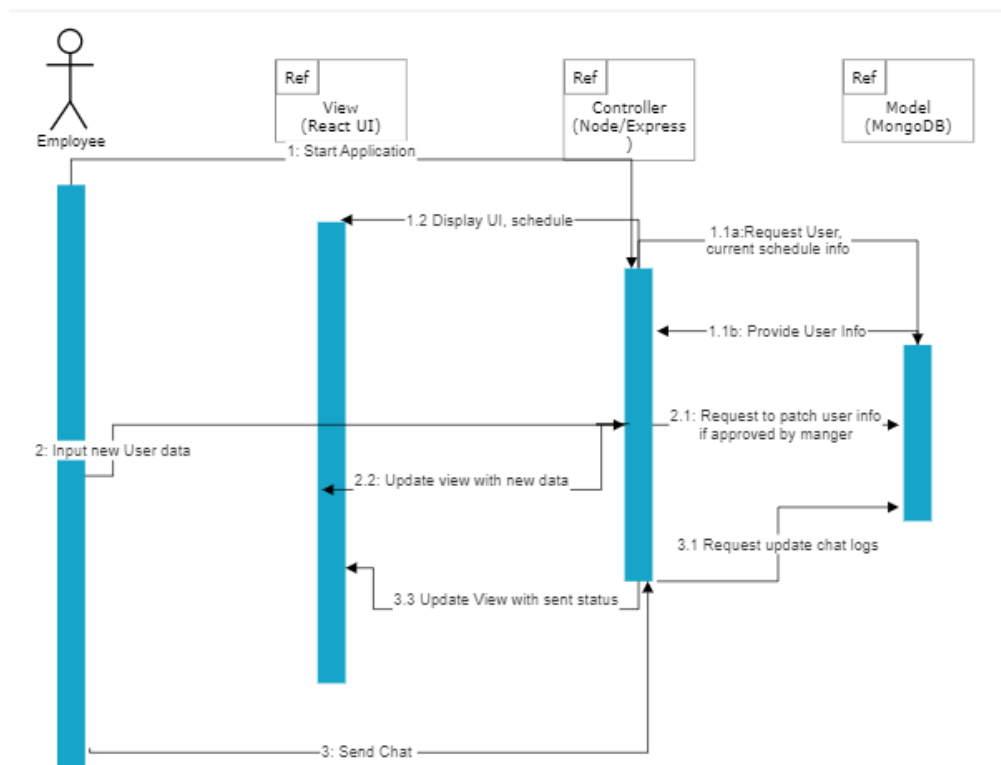 Employee
Ref
View
(React UI)
Ref
Controller
(Node/Express
)
Ref
Model
(MongoDB)
1: Start Application
1.2 Display UI, schedule
1.1a:Request User,
current schedule info
1.1b: Provide User Info
2: Input new User data
2.1: Request to patch user info
if approved by manger
2.2: Update view with new data
3.1 Request update chat logs
3.3 Update View with sent status
3: Send Chat